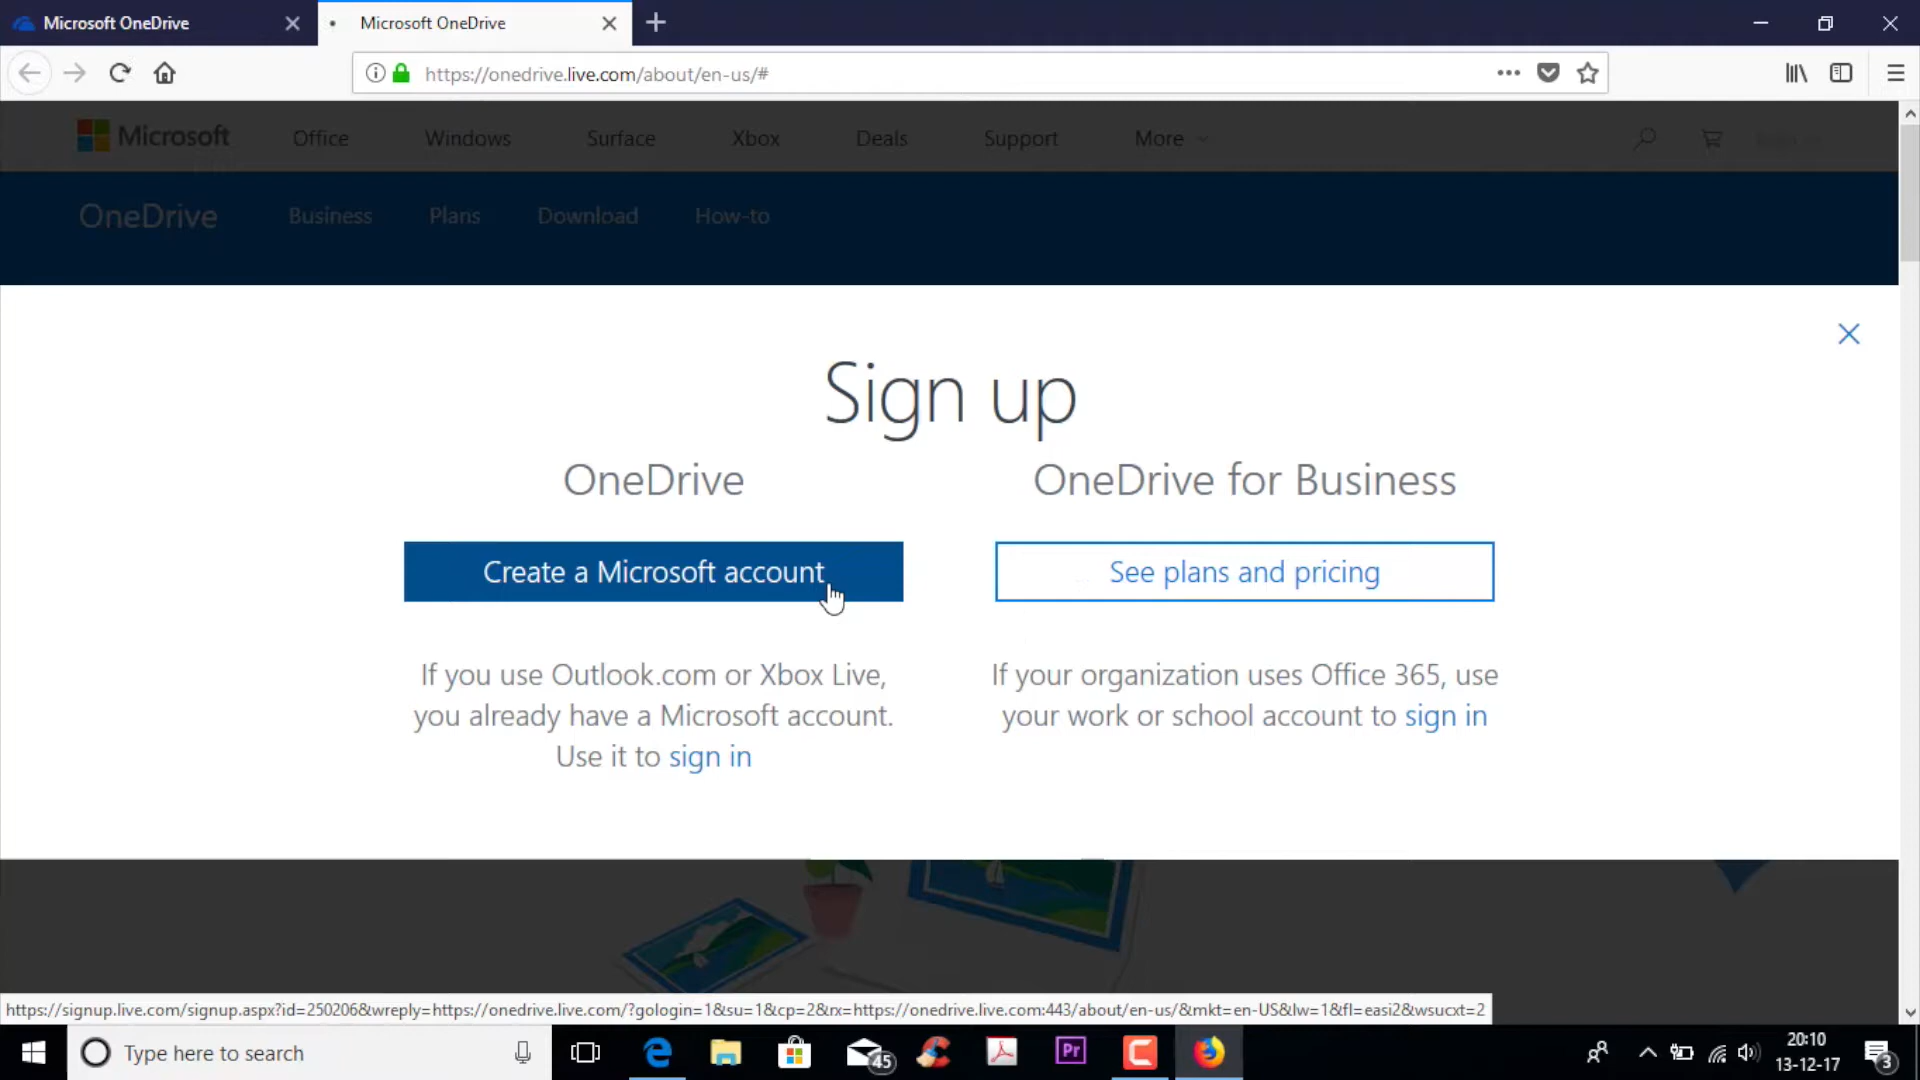 Microsoft OneDrive
Microsoft OneDrive
https://onedrive.live.com/about/en-us/#
Microsoft
Office
Windows
Surface
Xbox
Deals
Support
More
OneDrive
Business
Plans
Download
How-to
Sign up
OneDrive
OneDrive for Business
Create a Microsoft account
See plans and pricing
If you use Outlook.com or Xbox Live,
you already have a Microsoft account.
Use it to sign in
If your organization uses Office 365, use
your work or school account to sign in
https://signup.live.com/signup.aspx?id=250206&wreply=https://onedrive.live.com/?gologin=1&su=1&cp=2&rx=https://onedrive.live.com:443/about/en-us/&mkt=en-US&lw=1&fl=easi2&wsucxt=2
Type here to search
45
Pr
20:10
13-12-17
3